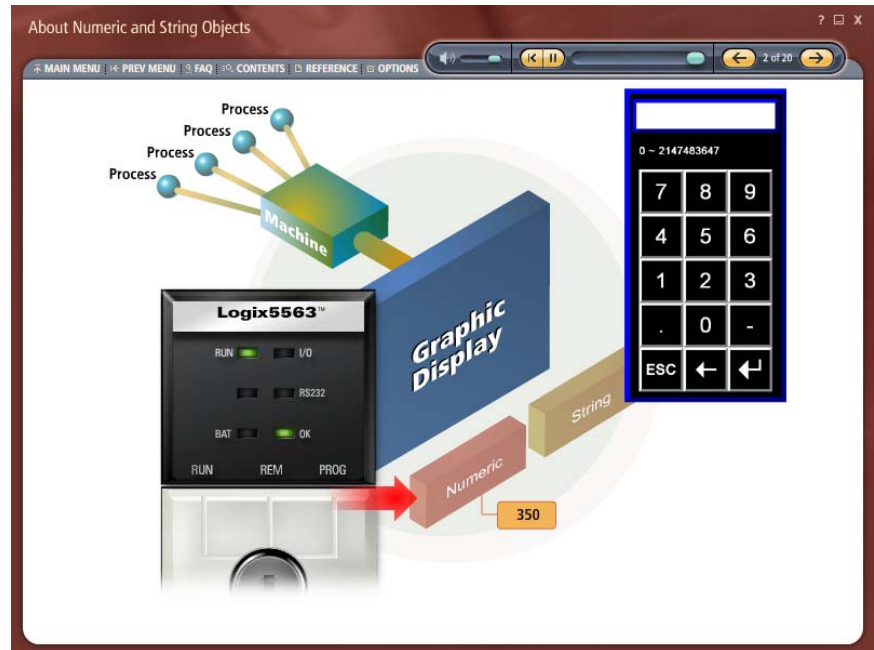 About Numeric and String Objects
? X
MAIN MENU PREV MENU FAQ CONTENTS REFERENCE OPTIONS
2 of 20
Process
Process
Process
Process
Machine
Graphic
Display
Logix5563™
RUN I/O
RS232
BAT OK
RUN REM PROG
Numeric
350
String
0 ~ 2147483647
7 8 9
4 5 6
1 2 3
. 0 -
ESC